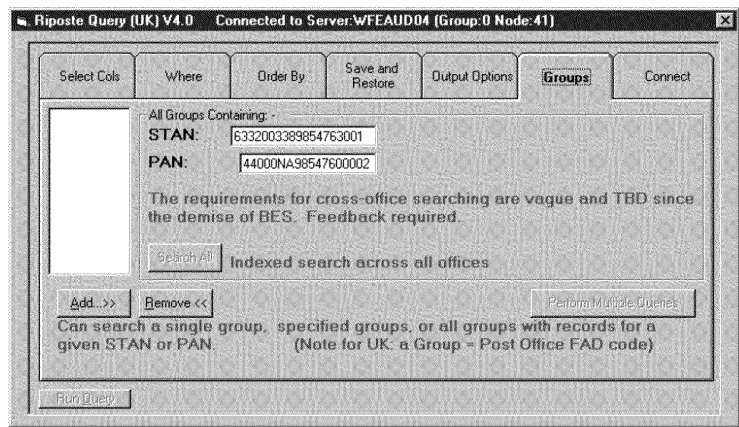 Riposte Query (UK) V4.0 Connected to Server:WFEAUD04 (Group:0 Node:41)
Select Cols Where Order By Save and Restore Output Options Groups Connect
All Groups Containing: -
STAN: 6332003389854763001
PAN: 44000NA98547600002
The requirements for cross-office searching are vague and TBD since
the demise of BES. Feedback required.
Search All Indexed search across all offices
Add...>> Remove << Perform Multiple Queries
Can search a single group, specified groups, or all groups with records for a
given STAN or PAN. (Note for UK: a Group = Post Office FAD code)
Run Query